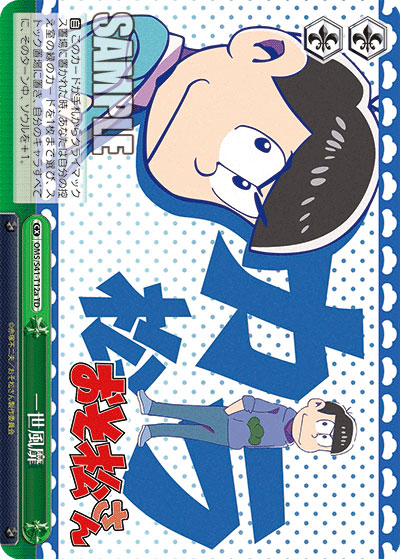 SAMPLE
【自】このカードが手札からクライマック
ス置場に置かれた時、あなたは自分の控
え室の緑のカードを1枚まで選び、ス
トック置場に置き、自分のキャラすべて
に、そのターン中、ソウルを+1。
CX OMS/S41-T12a TD
一世風靡
©赤塚不二夫/おそ松さん製作委員会
カラ
松
おそ松さん